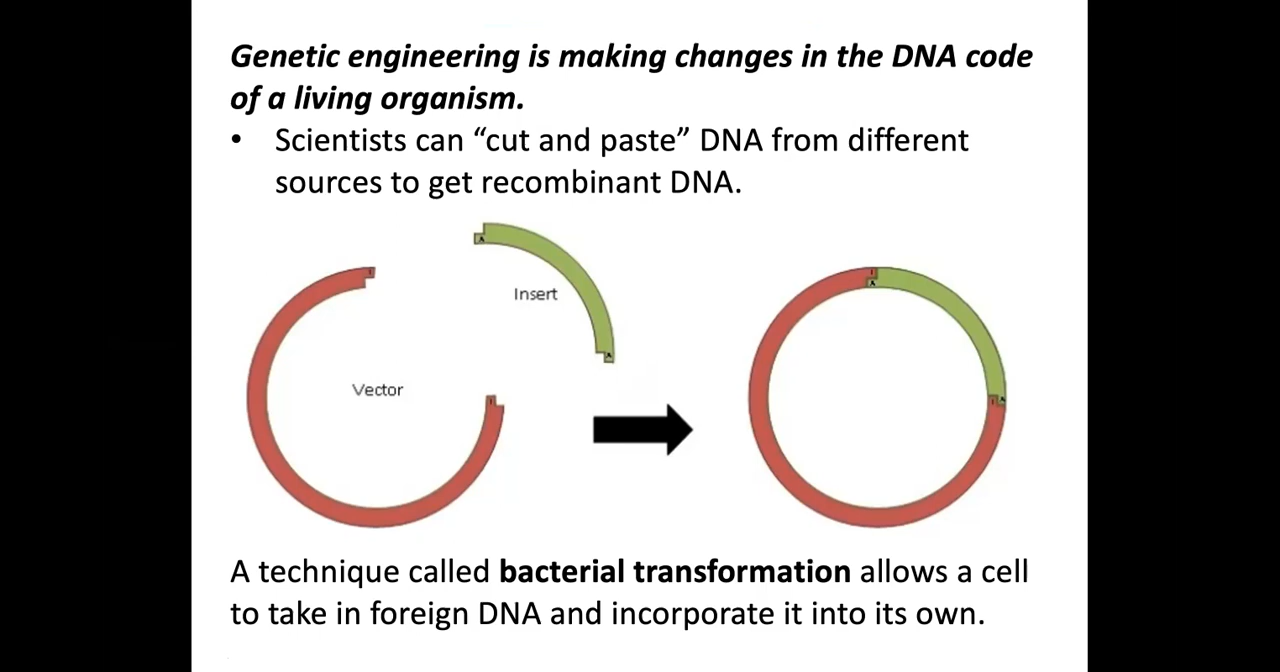 Genetic engineering is making changes in the DNA code
of a living organism.
• Scientists can “cut and paste” DNA from different
sources to get recombinant DNA.
A
T
Insert
T
A
A
Vector
T
A
T A
A technique called bacterial transformation allows a cell
to take in foreign DNA and incorporate it into its own.